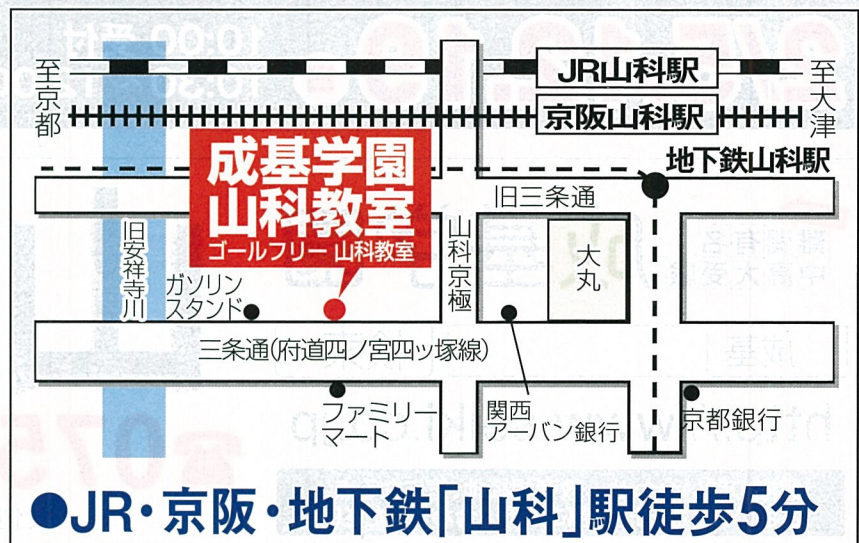 JR山科駅
至京都
至大津
京阪山科駅
成基学園
山科教室
ゴールフリー 山科教室
地下鉄山科駅
旧三条通
旧安祥寺川
ガソリン
スタンド
山科京極
大丸
三条通(府道四ノ宮四ッ塚線)
ファミリー
マート
関西
アーバン銀行
京都銀行
●JR・京阪・地下鉄「山科」駅徒歩5分